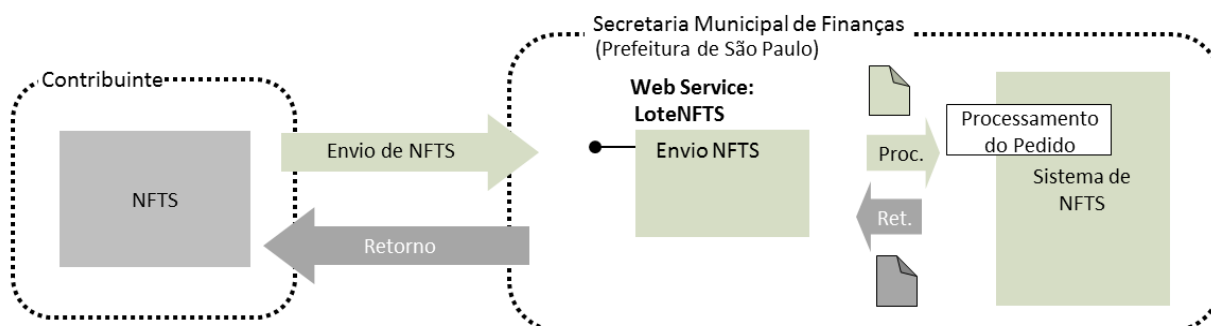 Secretaria Municipal de Finanças
(Prefeitura de São Paulo)
Contribuinte
Web Service:
LoteNFTS
Envio de NFTS
Envio NFTS
Proc.
Processamento
do Pedido
NFTS
Sistema de
NFTS
Retorno
Ret.